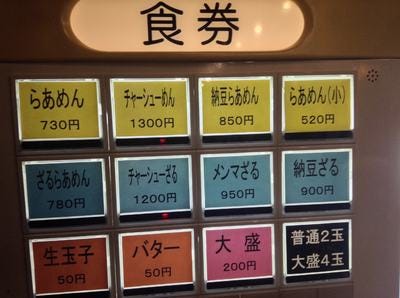 食券
らあめん
730円
チャーシューめん
1300円
納豆らあめん
850円
らあめん(小)
520円
ざるらあめん
780円
チャーシューざる
1200円
メンマざる
950円
納豆ざる
900円
生玉子
50円
バター
50円
大盛
200円
普通2玉
大盛4玉